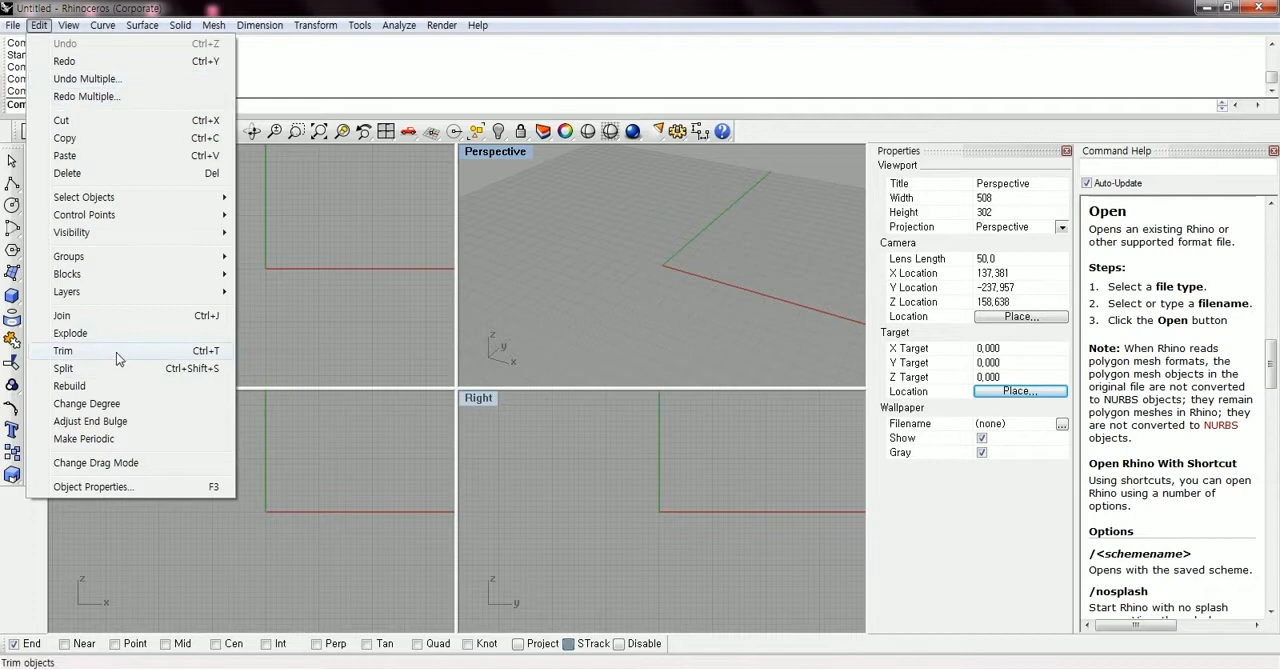 Untitled - Rhinoceros (Corporate)
File Edit View Curve Surface Solid Mesh Dimension Transform Tools Analyze Render Help
Undo Ctrl+Z
Redo Ctrl+Y
Undo Multiple...
Redo Multiple...
Cut Ctrl+X
Copy Ctrl+C
Paste Ctrl+V
Delete Del
Select Objects
Control Points
Visibility
Groups
Blocks
Layers
Join Ctrl+J
Explode
Trim Ctrl+T
Split Ctrl+Shift+S
Rebuild
Change Degree
Adjust End Bulge
Make Periodic
Change Drag Mode
Object Properties... F3
Com
Star
Com
Com
Com
Perspective
z
y
x
Right
z
x
z
y
Properties
Viewport
Title Perspective
Width 508
Height 302
Projection Perspective
Camera
Lens Length 50,0
X Location 137,381
Y Location -237,957
Z Location 158,638
Location Place...
Target
X Target 0,000
Y Target 0,000
Z Target 0,000
Location Place...
Wallpaper
Filename (none) ...
Show
Gray
Command Help
Auto-Update
Open
Opens an existing Rhino or
other supported format file.
Steps:
1. Select a file type.
2. Select or type a filename.
3. Click the Open button
Note: When Rhino reads
polygon mesh formats, the
polygon mesh objects in the
original file are not converted
to NURBS objects; they remain
polygon meshes in Rhino; they
are not converted to NURBS
objects.
Open Rhino With Shortcut
Using shortcuts, you can open
Rhino using a number of
options.
Options
/<schemename>
Opens with the saved scheme.
/nosplash
Start Rhino with no splash
End Near Point Mid Cen Int Perp Tan Quad Knot Project STrack Disable
Trim objects